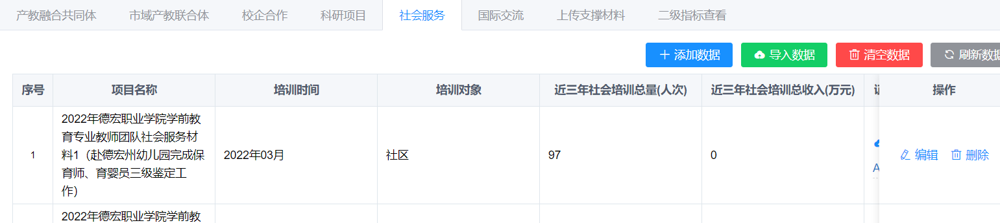 产教融合共同体 市域产教联合体 校企合作 科研项目 社会服务 国际交流 上传支撑材料 二级指标查看
添加数据 导入数据 清空数据 刷新数据
序号 项目名称 培训时间 培训对象 近三年社会培训总量(人次) 近三年社会培训总收入(万元) 操作
2022年德宏职业学院学前教
育专业教师团队社会服务材
1 料1（赴德宏州幼儿园完成保 2022年03月 社区 97 0 编辑 删除
育师、育婴员三级鉴定工
A
作）
2022年德宏职业学院学前教